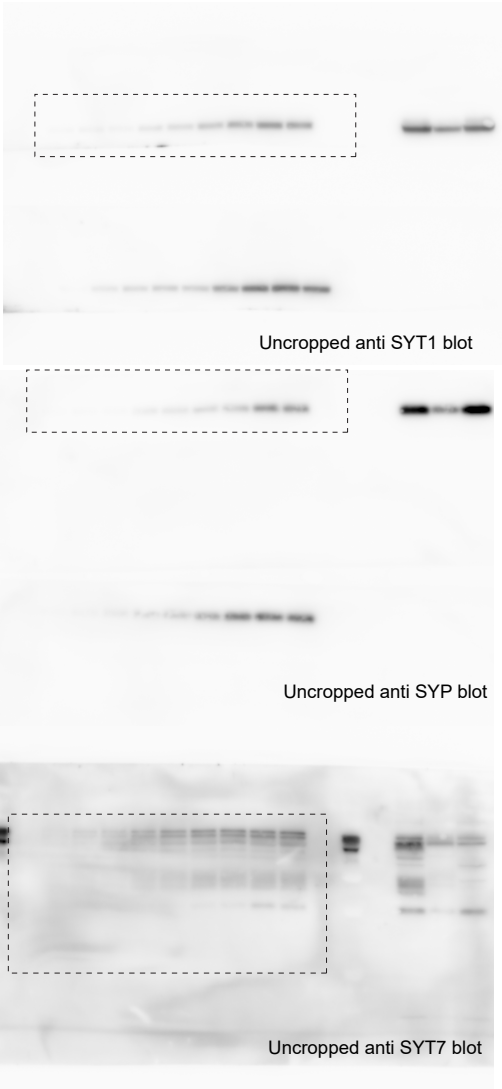 Uncropped anti SYT1 blot
Uncropped anti SYP blot
Uncropped anti SYT7 blot